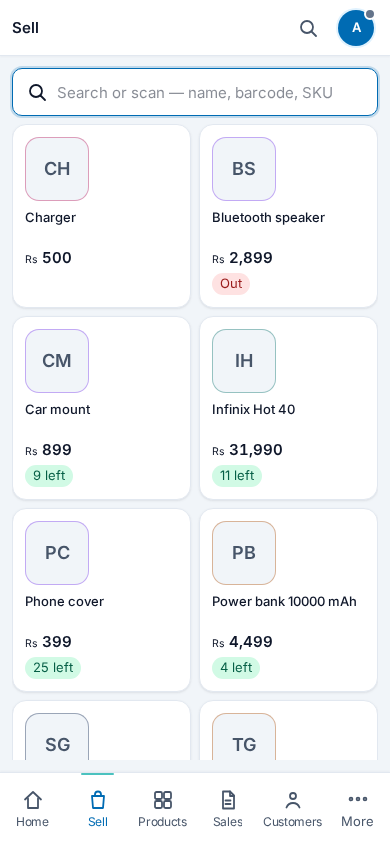 Sell
A
Search or scan — name, barcode, SKU
CH
Charger
Rs 500
BS
Bluetooth speaker
Rs 2,899
Out
CM
Car mount
Rs 899
9 left
IH
Infinix Hot 40
Rs 31,990
11 left
PC
Phone cover
Rs 399
25 left
PB
Power bank 10000 mAh
Rs 4,499
4 left
SG
TG
Home
Sell
Products
Sales
Customers
More